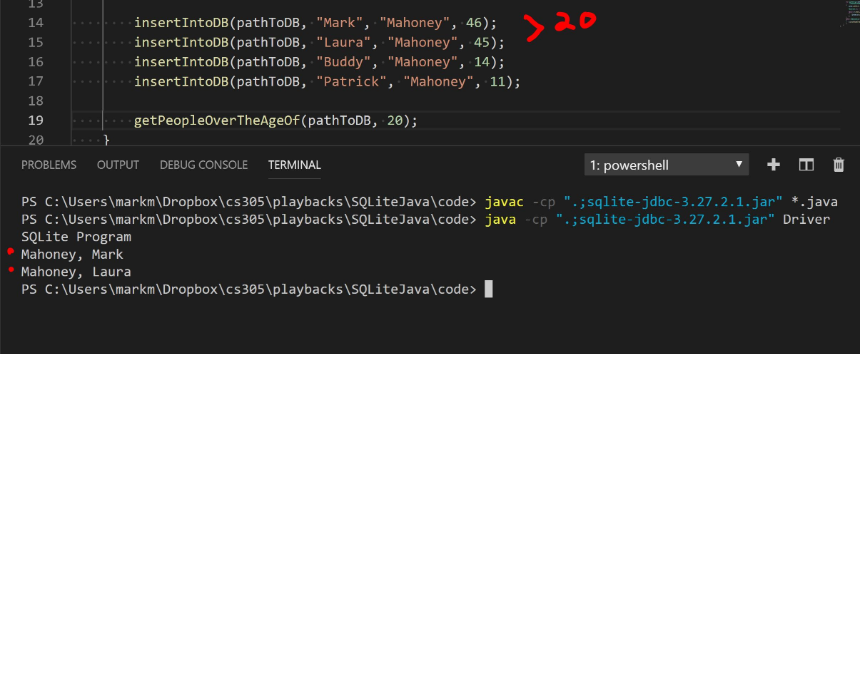 13
14 insertIntoDB(pathToDB, "Mark", "Mahoney", 46); > 20
15 insertIntoDB(pathToDB, "Laura", "Mahoney", 45);
16 insertIntoDB(pathToDB, "Buddy", "Mahoney", 14);
17 insertIntoDB(pathToDB, "Patrick", "Mahoney", 11);
18
19 getPeopleOverTheAgeOf(pathToDB, 20);
20 }
PROBLEMS OUTPUT DEBUG CONSOLE TERMINAL 1: powershell
PS C:\Users\markm\Dropbox\cs305\playbacks\SQLiteJava\code> javac -cp ".;sqlite-jdbc-3.27.2.1.jar" *.java
PS C:\Users\markm\Dropbox\cs305\playbacks\SQLiteJava\code> java -cp ".;sqlite-jdbc-3.27.2.1.jar" Driver
SQLite Program
Mahoney, Mark
Mahoney, Laura
PS C:\Users\markm\Dropbox\cs305\playbacks\SQLiteJava\code>